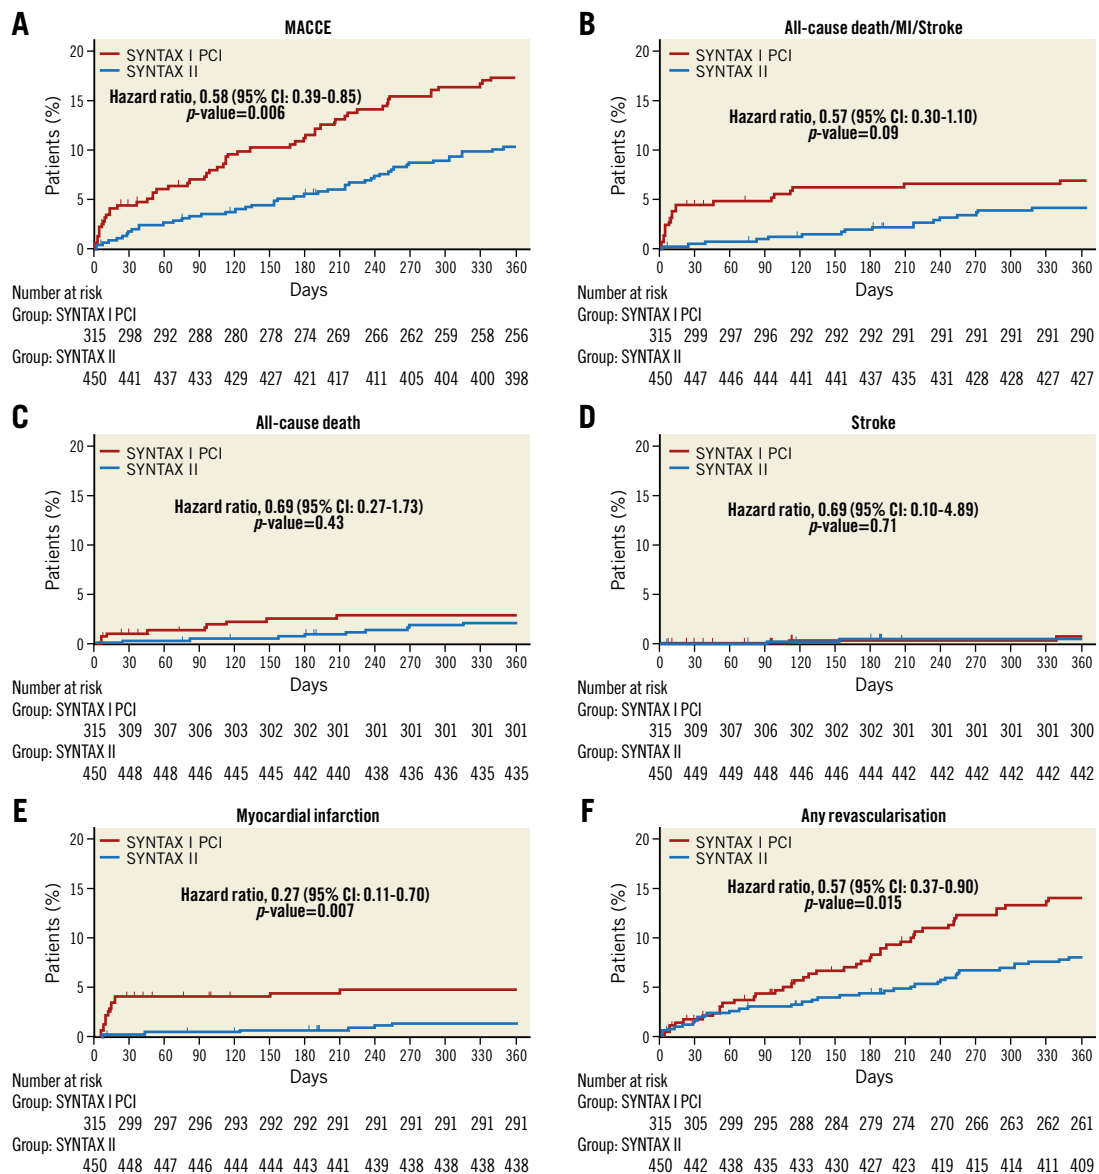 A
MACCE
20
15
10
5
0
Patients (%)
SYNTAX I PCI
SYNTAX II
Hazard ratio, 0.58 (95% CI: 0.39-0.85)
p-value=0.006
0 30 60 90 120 150 180 210 240 270 300 330 360
Days
Number at risk
Group: SYNTAX I PCI
315 298 292 288 280 278 274 269 266 262 259 258 256
Group: SYNTAX II
450 441 437 433 429 427 421 417 411 405 404 400 398
B
All-cause death/MI/Stroke
20
15
10
5
0
Patients (%)
SYNTAX I PCI
SYNTAX II
Hazard ratio, 0.57 (95% CI: 0.30-1.10)
p-value=0.09
0 30 60 90 120 150 180 210 240 270 300 330 360
Days
Number at risk
Group: SYNTAX I PCI
315 299 297 296 292 292 292 291 291 291 291 291 290
Group: SYNTAX II
450 447 446 444 441 441 437 435 431 428 428 427 427
C
All-cause death
20
15
10
5
0
Patients (%)
SYNTAX I PCI
SYNTAX II
Hazard ratio, 0.69 (95% CI: 0.27-1.73)
p-value=0.43
0 30 60 90 120 150 180 210 240 270 300 330 360
Days
Number at risk
Group: SYNTAX I PCI
315 309 307 306 303 302 302 301 301 301 301 301 301
Group: SYNTAX II
450 448 448 446 445 445 442 440 438 436 436 435 435
D
Stroke
20
15
10
5
0
Patients (%)
SYNTAX I PCI
SYNTAX II
Hazard ratio, 0.69 (95% CI: 0.10-4.89)
p-value=0.71
0 30 60 90 120 150 180 210 240 270 300 330 360
Days
Number at risk
Group: SYNTAX I PCI
315 309 307 306 302 302 302 301 301 301 301 301 300
Group: SYNTAX II
450 449 449 448 446 446 444 442 442 442 442 442 442
E
Myocardial infarction
20
15
10
5
0
Patients (%)
SYNTAX I PCI
SYNTAX II
Hazard ratio, 0.27 (95% CI: 0.11-0.70)
p-value=0.007
0 30 60 90 120 150 180 210 240 270 300 330 360
Days
Number at risk
Group: SYNTAX I PCI
315 299 297 296 293 292 292 291 291 291 291 291 291
Group: SYNTAX II
450 448 447 446 444 444 443 441 439 438 438 438 438
F
Any revascularisation
20
15
10
5
0
Patients (%)
SYNTAX I PCI
SYNTAX II
Hazard ratio, 0.57 (95% CI: 0.37-0.90)
p-value=0.015
0 30 60 90 120 150 180 210 240 270 300 330 360
Days
Number at risk
Group: SYNTAX I PCI
315 305 299 295 288 284 279 274 270 266 263 262 261
Group: SYNTAX II
450 442 438 435 433 430 427 423 419 415 414 411 409